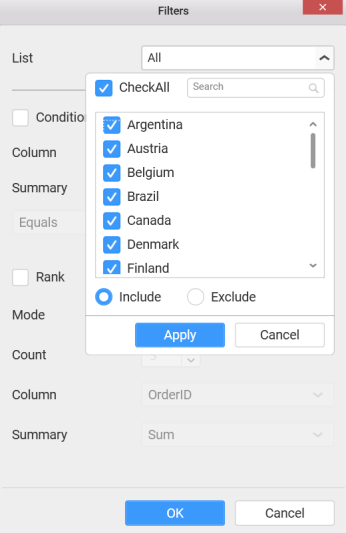 Filters
List
All
CheckAll
Search
Conditio
Argentina
Austria
Column
Belgium
Summary
Brazil
Equals
Canada
Denmark
Rank
Finland
Include
Exclude
Mode
Apply
Cancel
Count
5
Column
OrderID
Summary
Sum
OK
Cancel